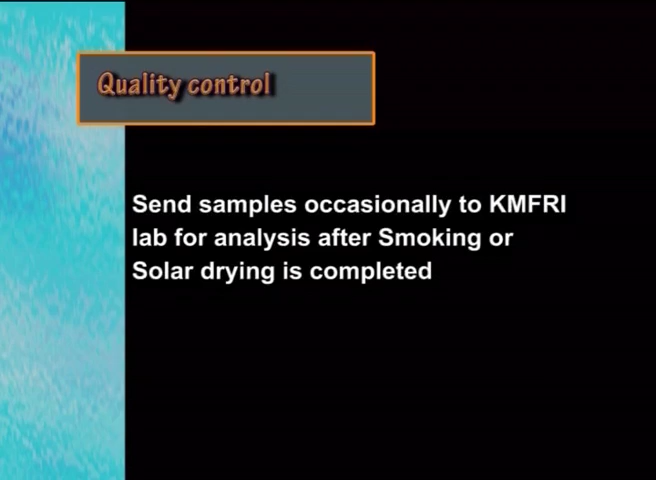 Quality control
Send samples occasionally to KMFRI
lab for analysis after Smoking or
Solar drying is completed